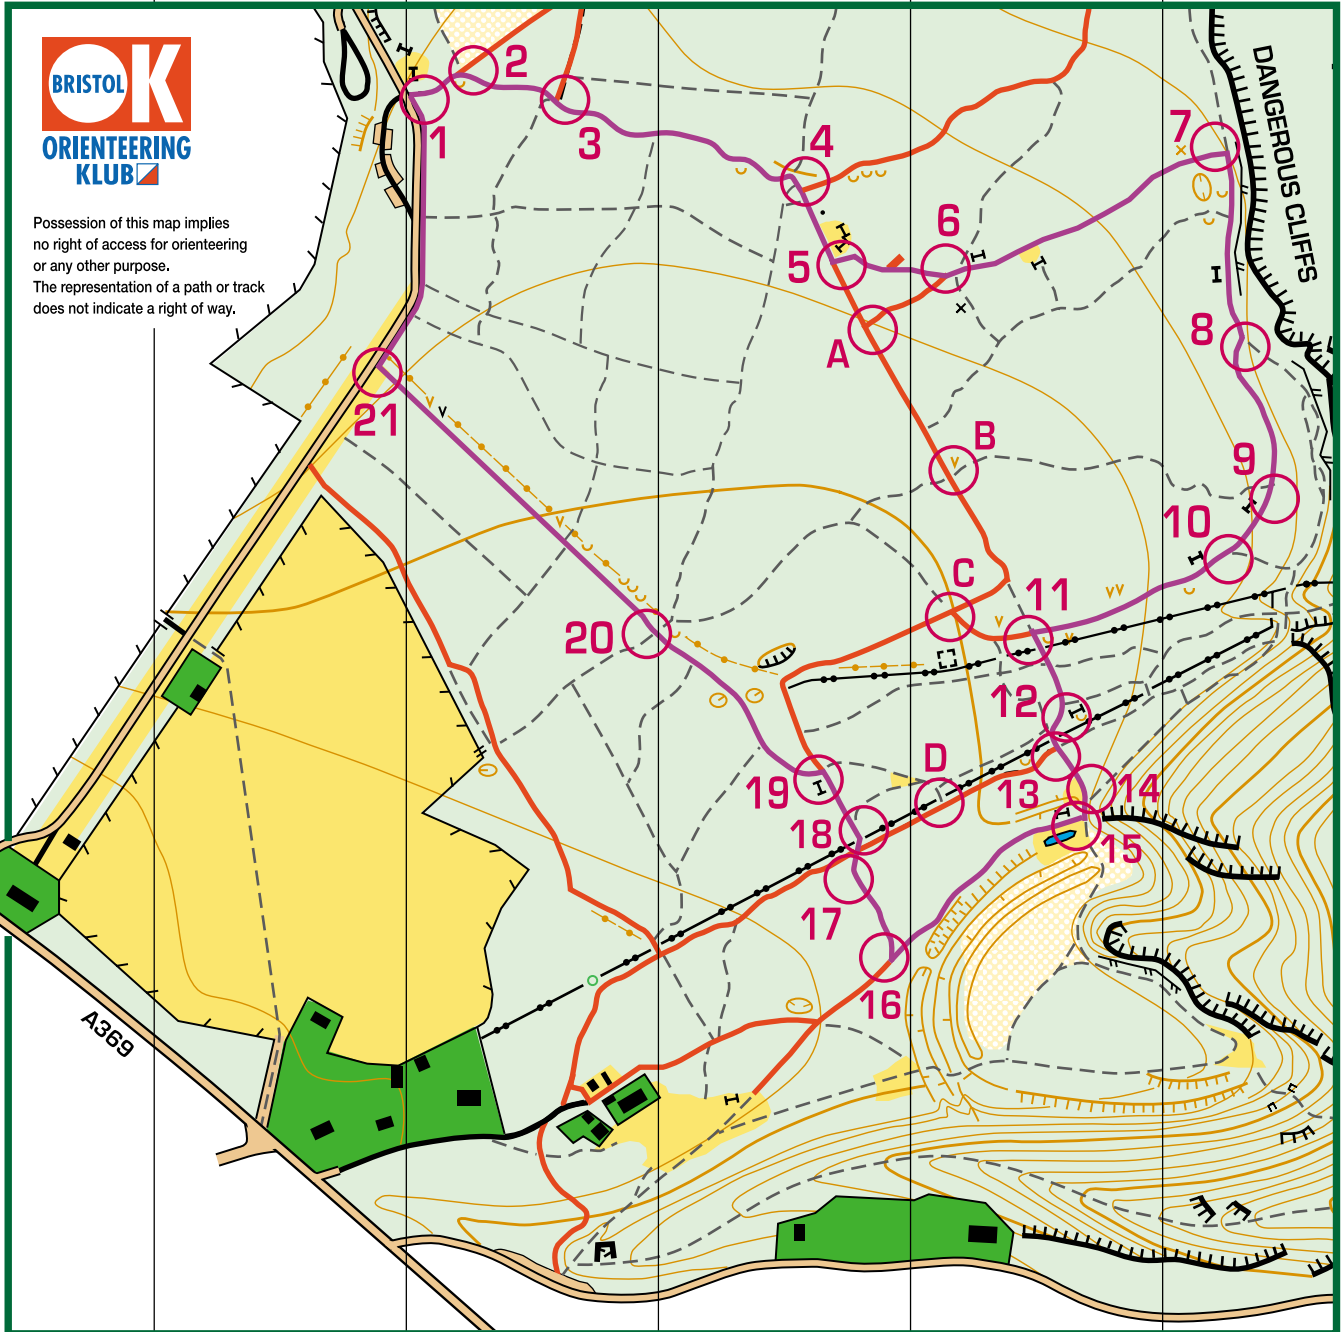 BRISTOL OK
ORIENTEERING
KLUB
Possession of this map implies
no right of access for orienteering
or any other purpose.
The representation of a path or track
does not indicate a right of way.
DANGEROUS CLIFFS
1
2
3
4
5
6
7
8
9
10
11
12
13
14
15
16
17
18
19
20
21
A
B
C
D
A369